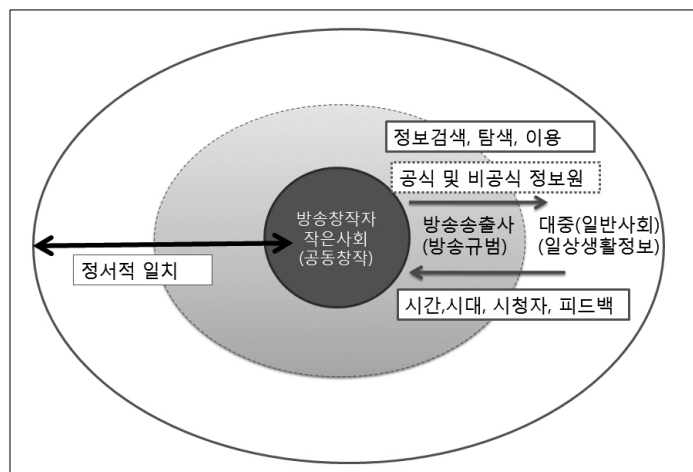 정보검색, 탐색, 이용
공식 및 비공식 정보원
방송창작자
작은사회
(공동창작)
방송송출사
(방송규범)
대중(일반사회)
(일상생활정보)
정서적 일치
시간,시대, 시청자, 피드백